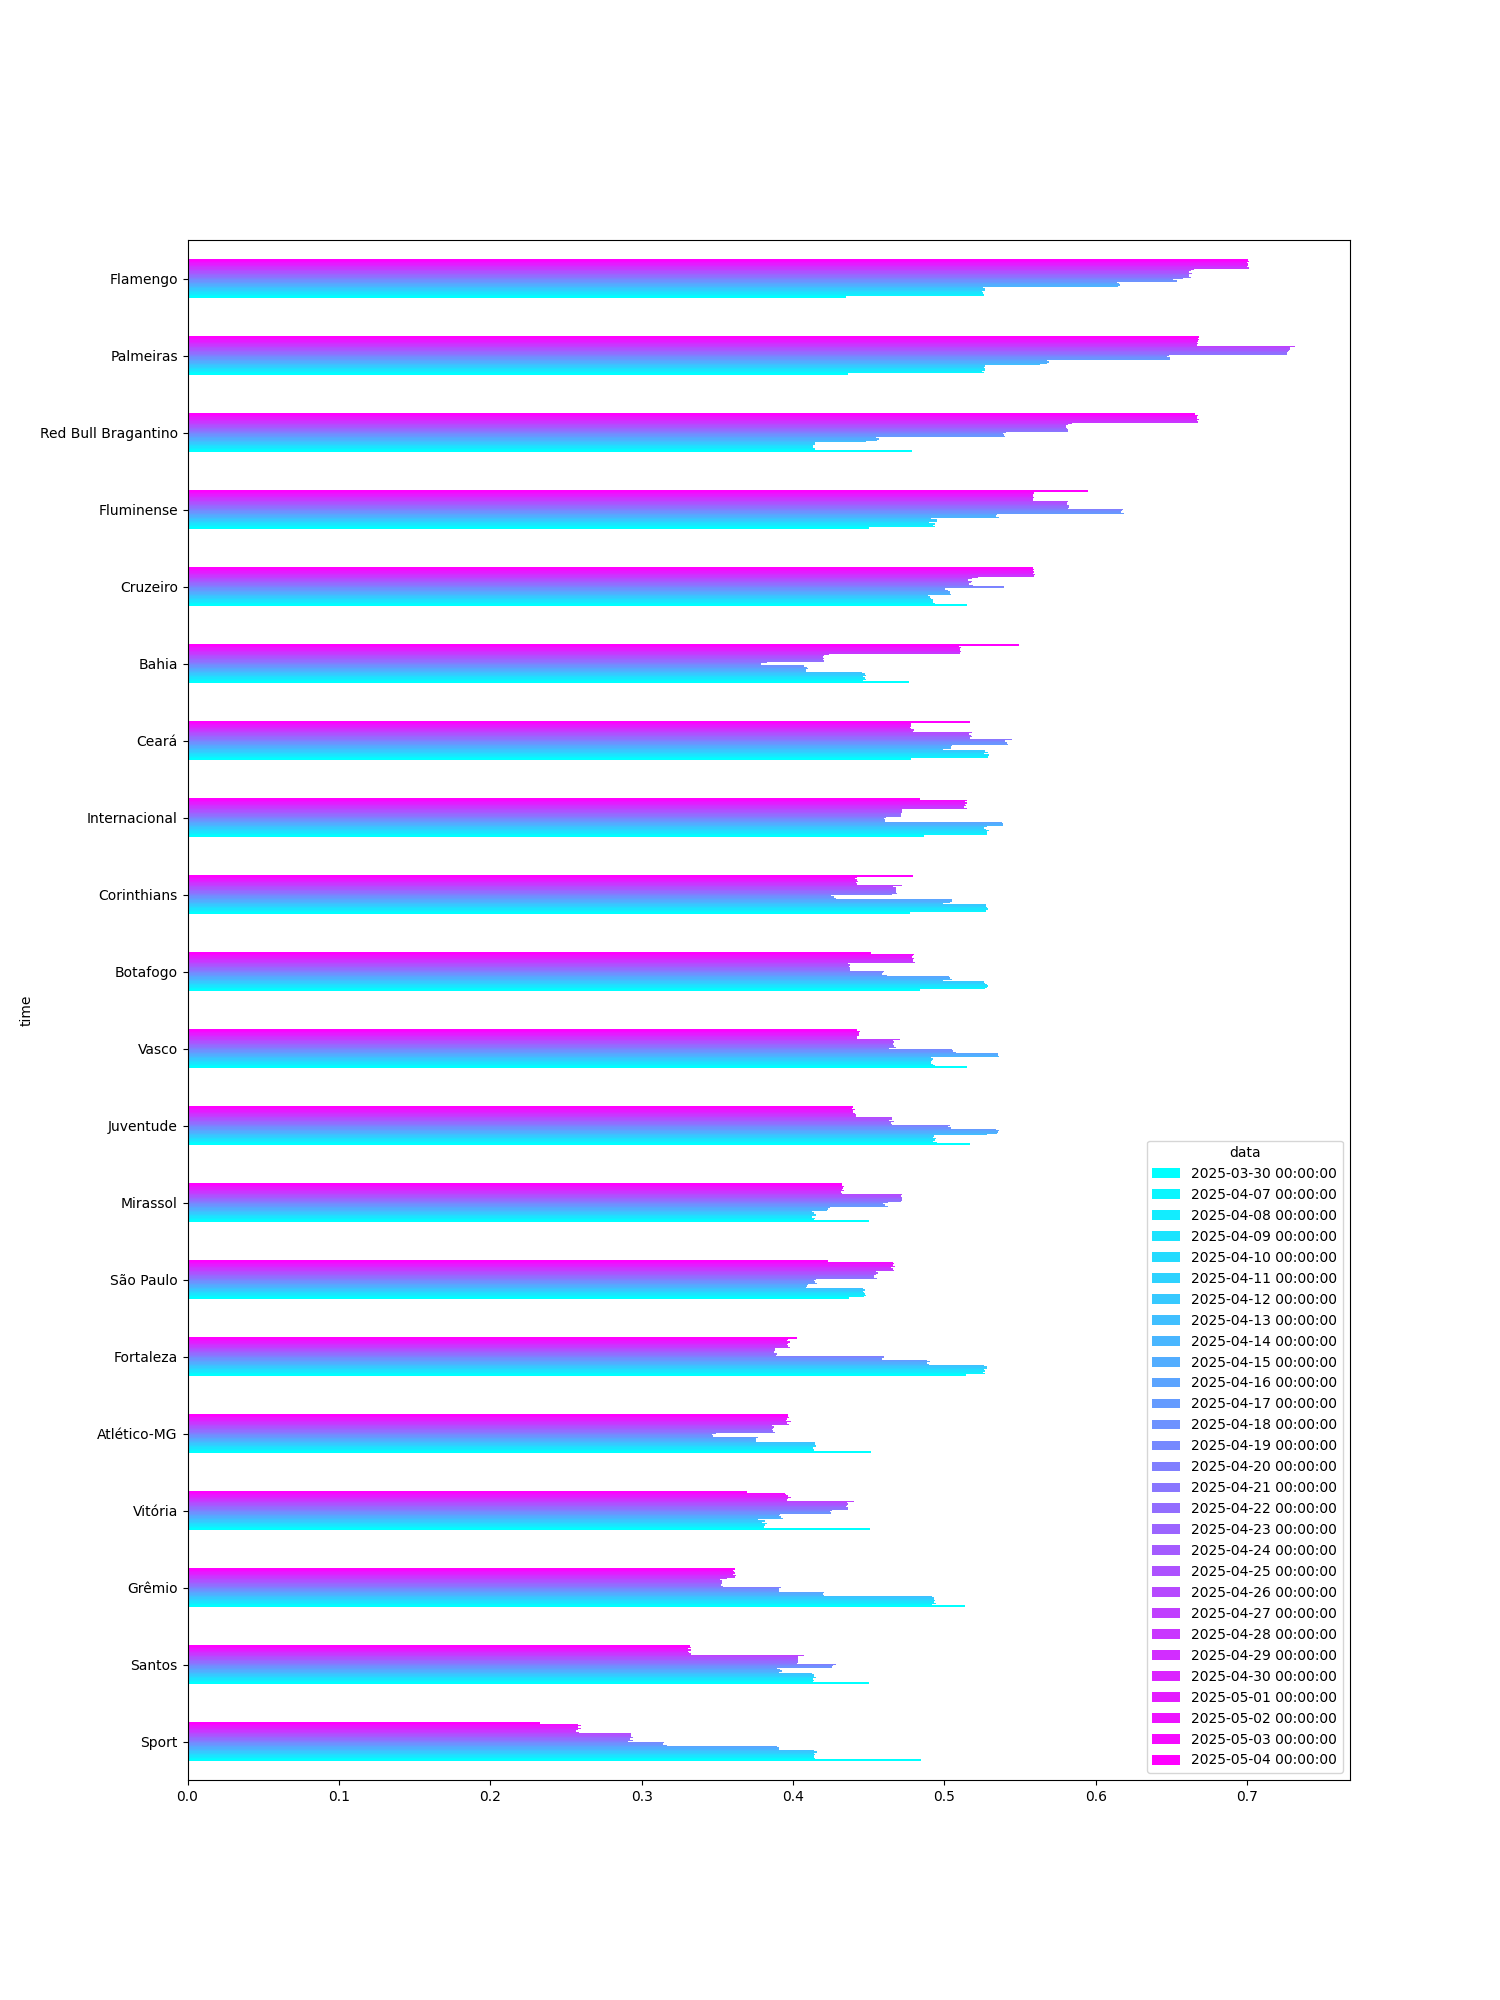 Flamengo
Palmeiras
Red Bull Bragantino
Fluminense
Cruzeiro
Bahia
Ceará
Internacional
Corinthians
Botafogo
time
Vasco
Juventude
Mirassol
São Paulo
Fortaleza
Atlético-MG
Vitória
Grêmio
Santos
Sport
data
2025-03-30 00:00:00
2025-04-07 00:00:00
2025-04-08 00:00:00
2025-04-09 00:00:00
2025-04-10 00:00:00
2025-04-11 00:00:00
2025-04-12 00:00:00
2025-04-13 00:00:00
2025-04-14 00:00:00
2025-04-15 00:00:00
2025-04-16 00:00:00
2025-04-17 00:00:00
2025-04-18 00:00:00
2025-04-19 00:00:00
2025-04-20 00:00:00
2025-04-21 00:00:00
2025-04-22 00:00:00
2025-04-23 00:00:00
2025-04-24 00:00:00
2025-04-25 00:00:00
2025-04-26 00:00:00
2025-04-27 00:00:00
2025-04-28 00:00:00
2025-04-29 00:00:00
2025-04-30 00:00:00
2025-05-01 00:00:00
2025-05-02 00:00:00
2025-05-03 00:00:00
2025-05-04 00:00:00
0.0 0.1 0.2 0.3 0.4 0.5 0.6 0.7